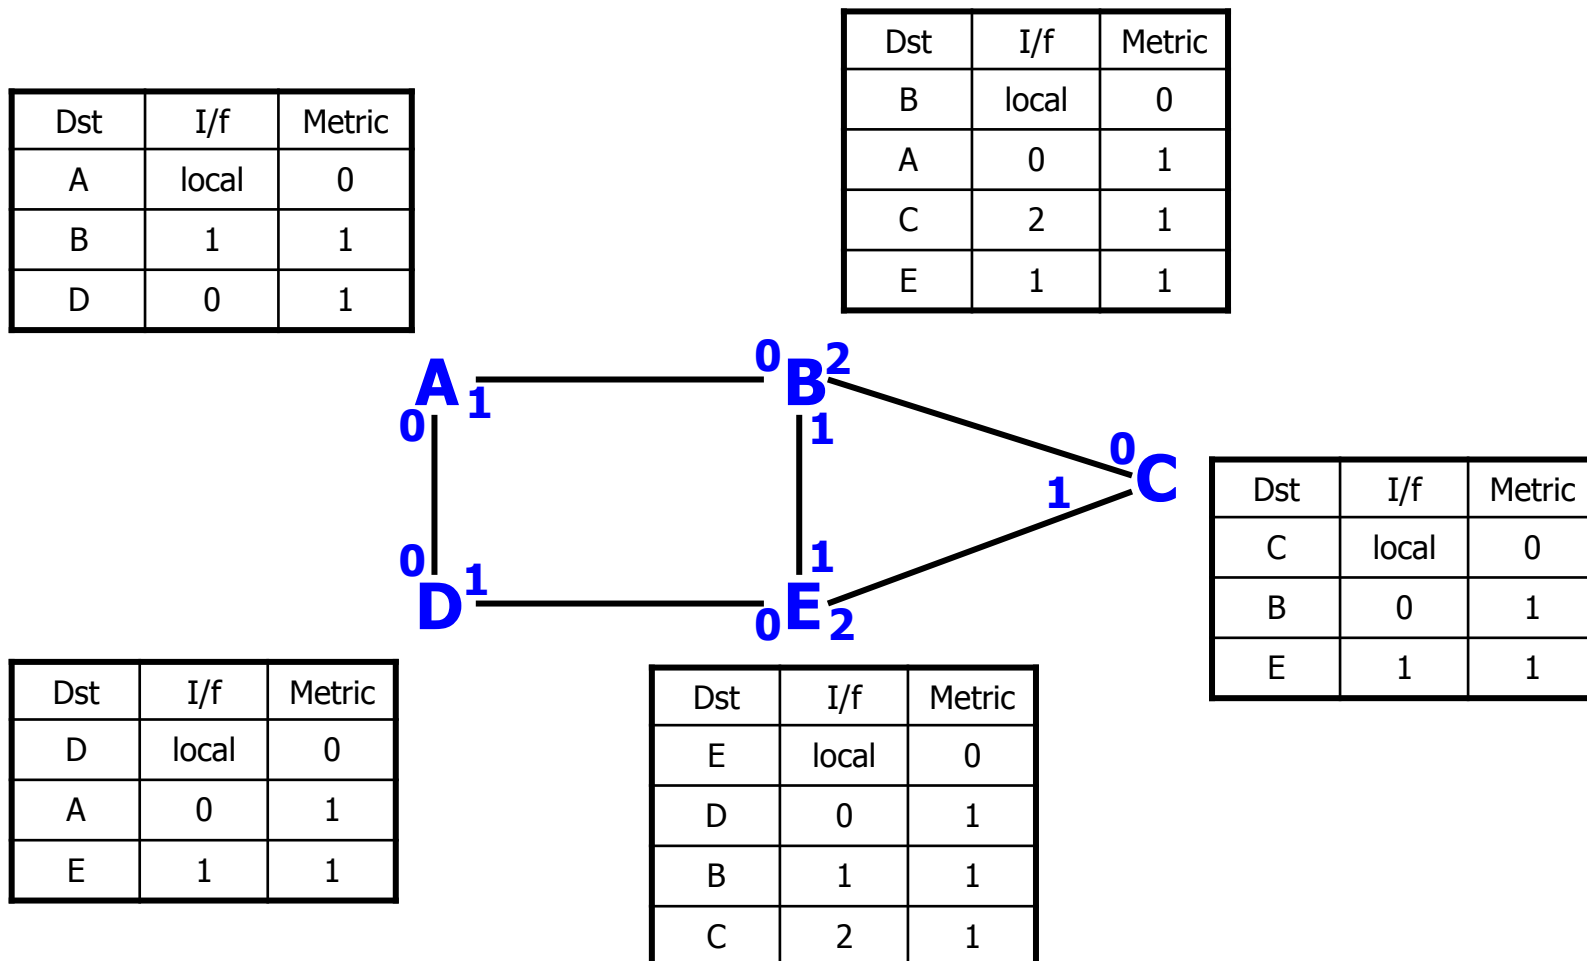 Dst I/f Metric
B local 0
A 0 1
C 2 1
E 1 1
Dst I/f Metric
A local 0
B 1 1
D 0 1
A 1 0
0 B 2 1
0 C 1
0 D 1
1 0 E 2
Dst I/f Metric
C local 0
B 0 1
E 1 1
Dst I/f Metric
D local 0
A 0 1
E 1 1
Dst I/f Metric
E local 0
D 0 1
B 1 1
C 2 1